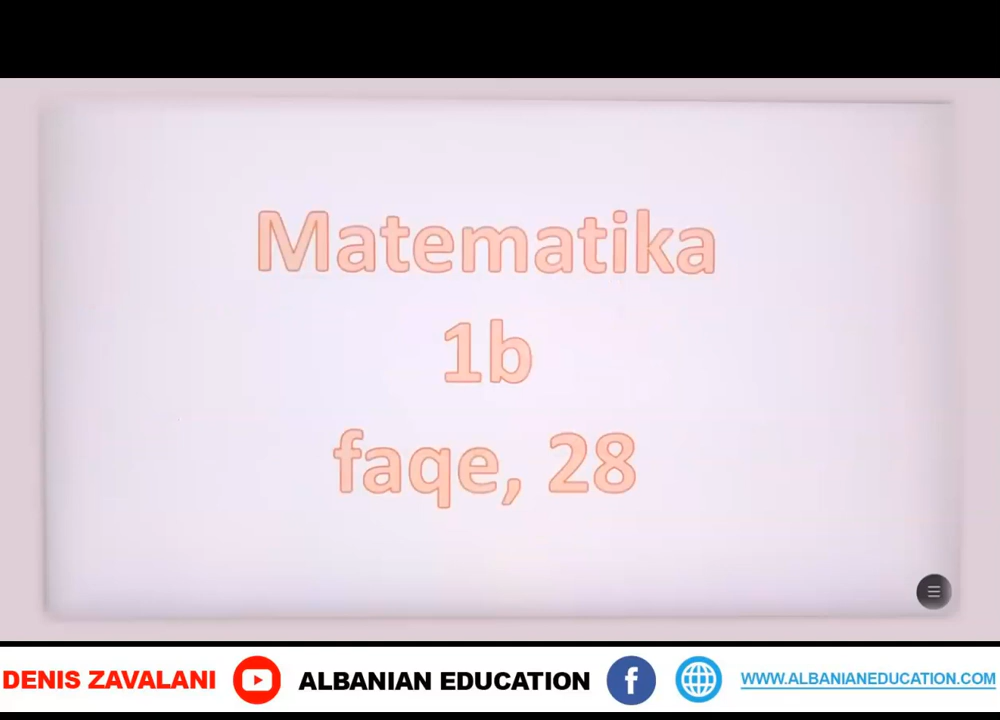 Matematika
1b
faqe, 28
DENIS ZAVALANI ALBANIAN EDUCATION f WWW.ALBANIANEDUCATION.COM